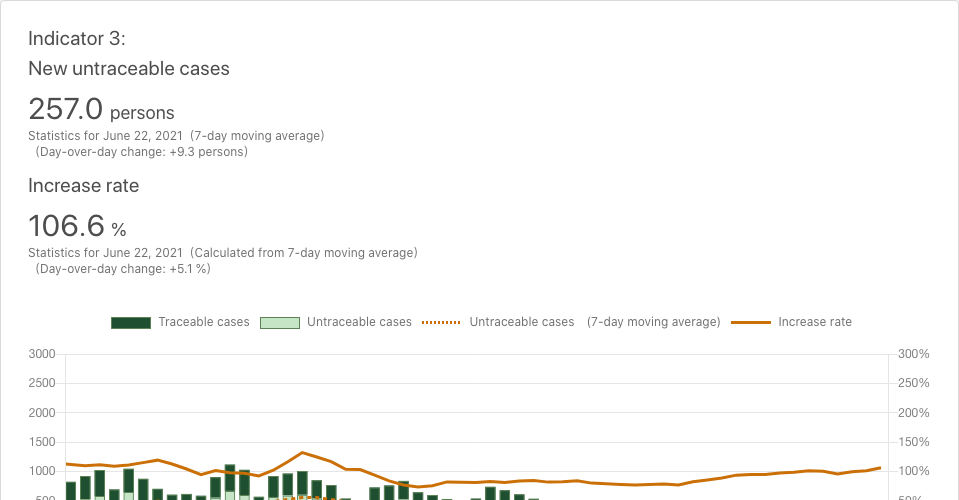 Indicator 3:
New untraceable cases
257.0 persons
Statistics for June 22, 2021 (7-day moving average)
(Day-over-day change: +9.3 persons)
Increase rate
106.6 %
Statistics for June 22, 2021 (Calculated from 7-day moving average)
(Day-over-day change: +5.1 %)
Traceable cases Untraceable cases Untraceable cases (7-day moving average) Increase rate
3000 300%
2500 250%
2000 200%
1500 150%
1000 100%
500 50%